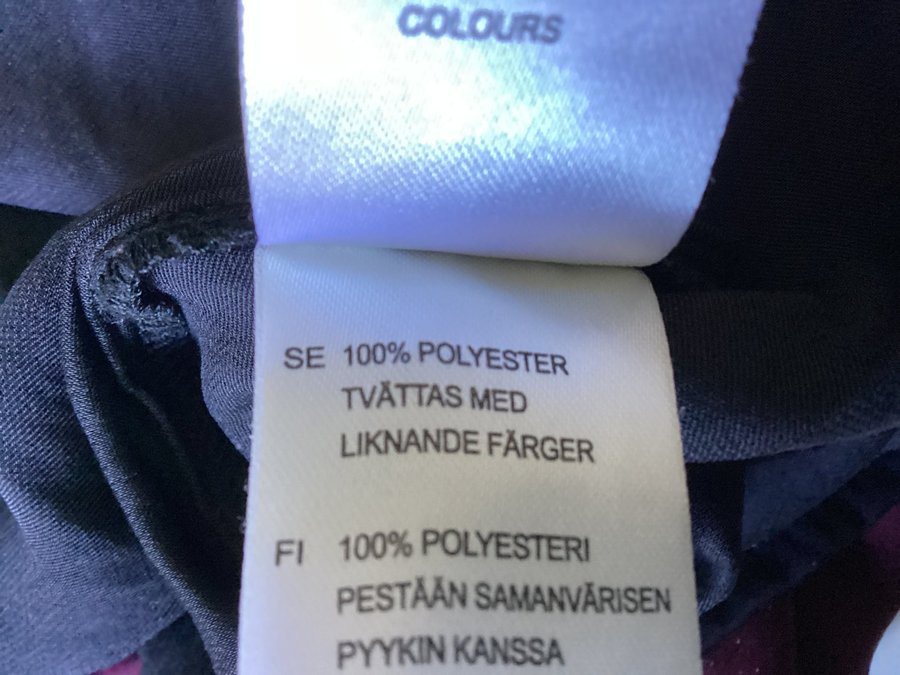 COLOURS
SE 100% POLYESTER
TVÄTTAS MED
LIKNANDE FÄRGER
FI 100% POLYESTERI
PESTÄÄN SAMANVÄRISEN
PYYKIN KANSSA